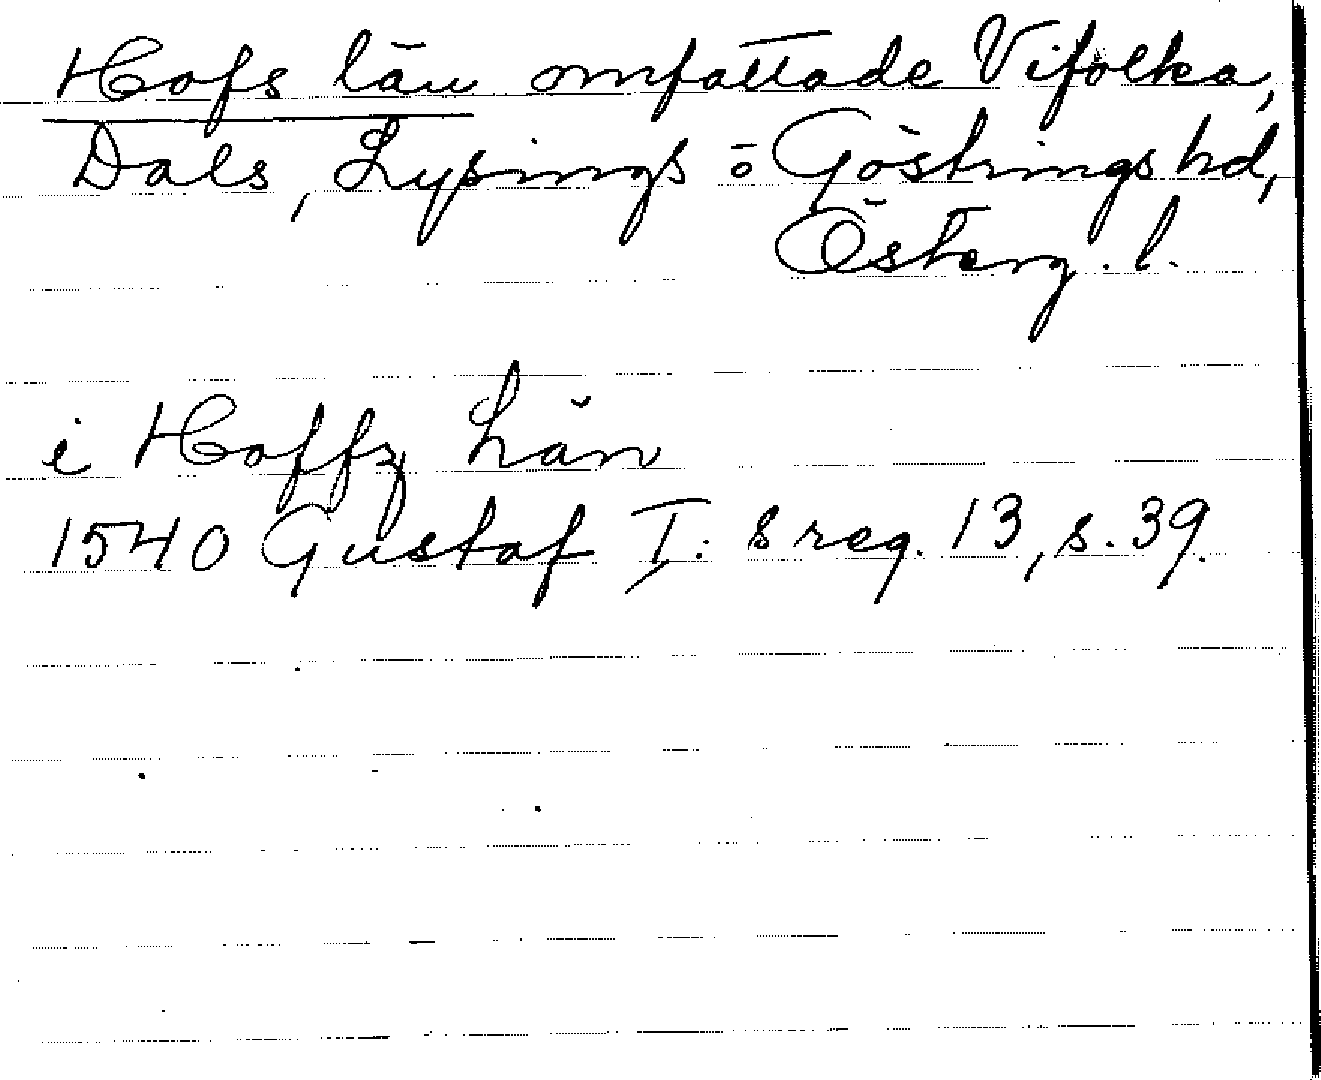 Hofs län omfattade Vifolka,
Dals, Lysings o Göstrings hd,
Österg. l.
i Hoffz Län
1540 Gustaf I:s reg. 13, s. 39.